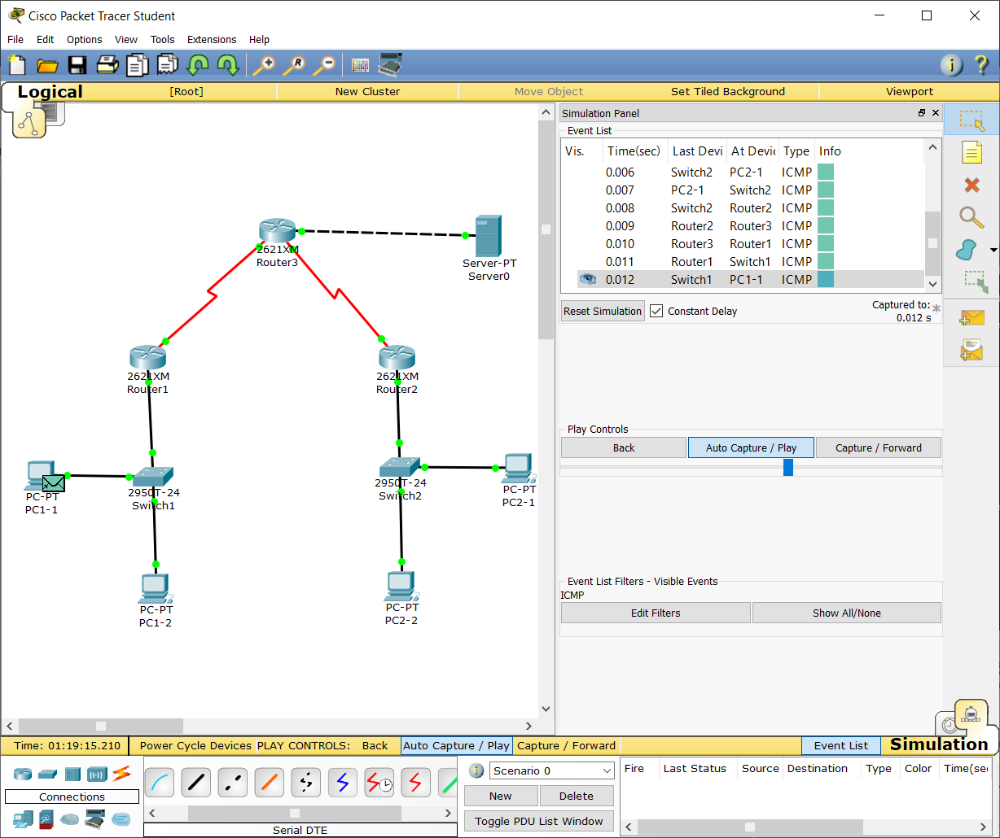 Cisco Packet Tracer Student
File Edit Options View Tools Extensions Help
Logical [Root] New Cluster Move Object Set Tiled Background Viewport
Simulation Panel
Event List
Vis. Time(sec) Last Devi At Devic Type Info
0.006 Switch2 PC2-1 ICMP
0.007 PC2-1 Switch2 ICMP
0.008 Switch2 Router2 ICMP
0.009 Router2 Router3 ICMP
0.010 Router3 Router1 ICMP
0.011 Router1 Switch1 ICMP
0.012 Switch1 PC1-1 ICMP
Reset Simulation Constant Delay Captured to:
0.012 s
Play Controls
Back Auto Capture / Play Capture / Forward
Event List Filters - Visible Events
ICMP
Edit Filters Show All/None
2621XM
Router3
Server-PT
Server0
2621XM
Router1
2621XM
Router2
PC-PT
PC1-1
2950T-24
Switch1
2950T-24
Switch2
PC-PT
PC2-1
PC-PT
PC1-2
PC-PT
PC2-2
Time: 01:19:15.210 Power Cycle Devices PLAY CONTROLS: Back Auto Capture / Play Capture / Forward Event List Simulation
Connections
Serial DTE
Scenario 0
New Delete
Toggle PDU List Window
Fire Last Status Source Destination Type Color Time(sec